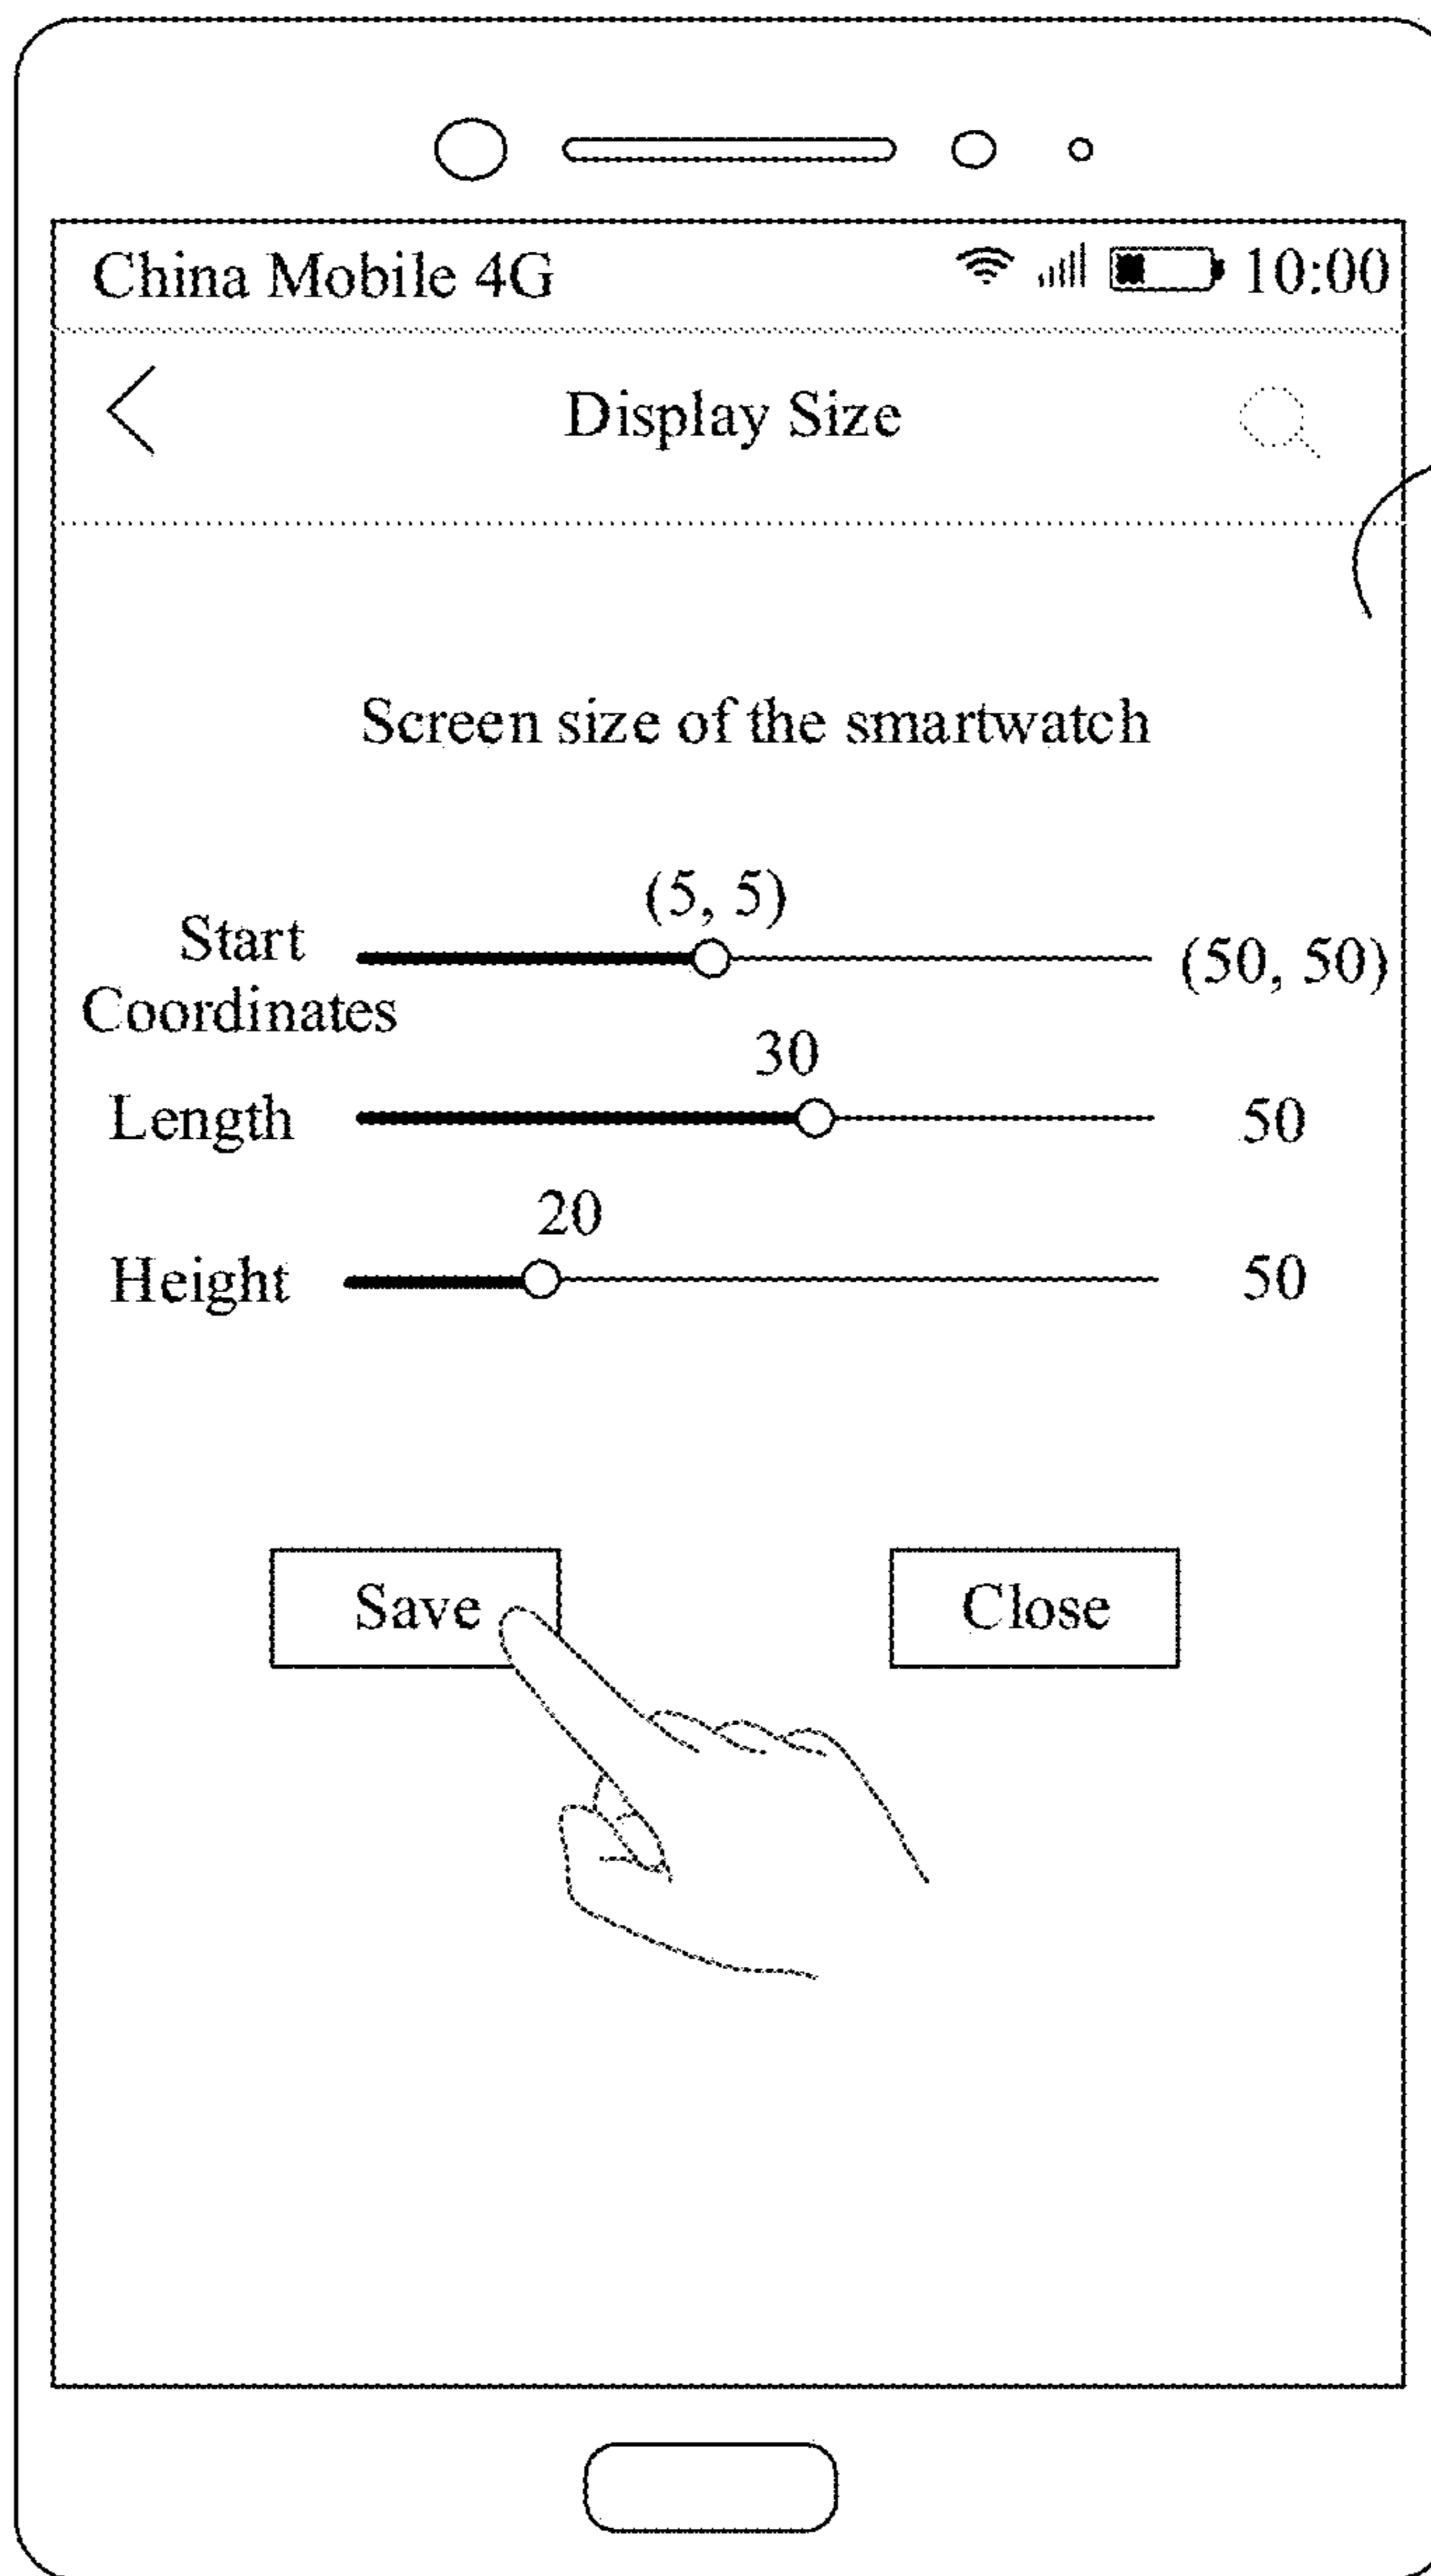 China Mobile 4G 10:00
Display Size
Screen size of the smartwatch
(5, 5)
Start
Coordinates
(50, 50)
30
Length 50
20
Height 50
Save Close